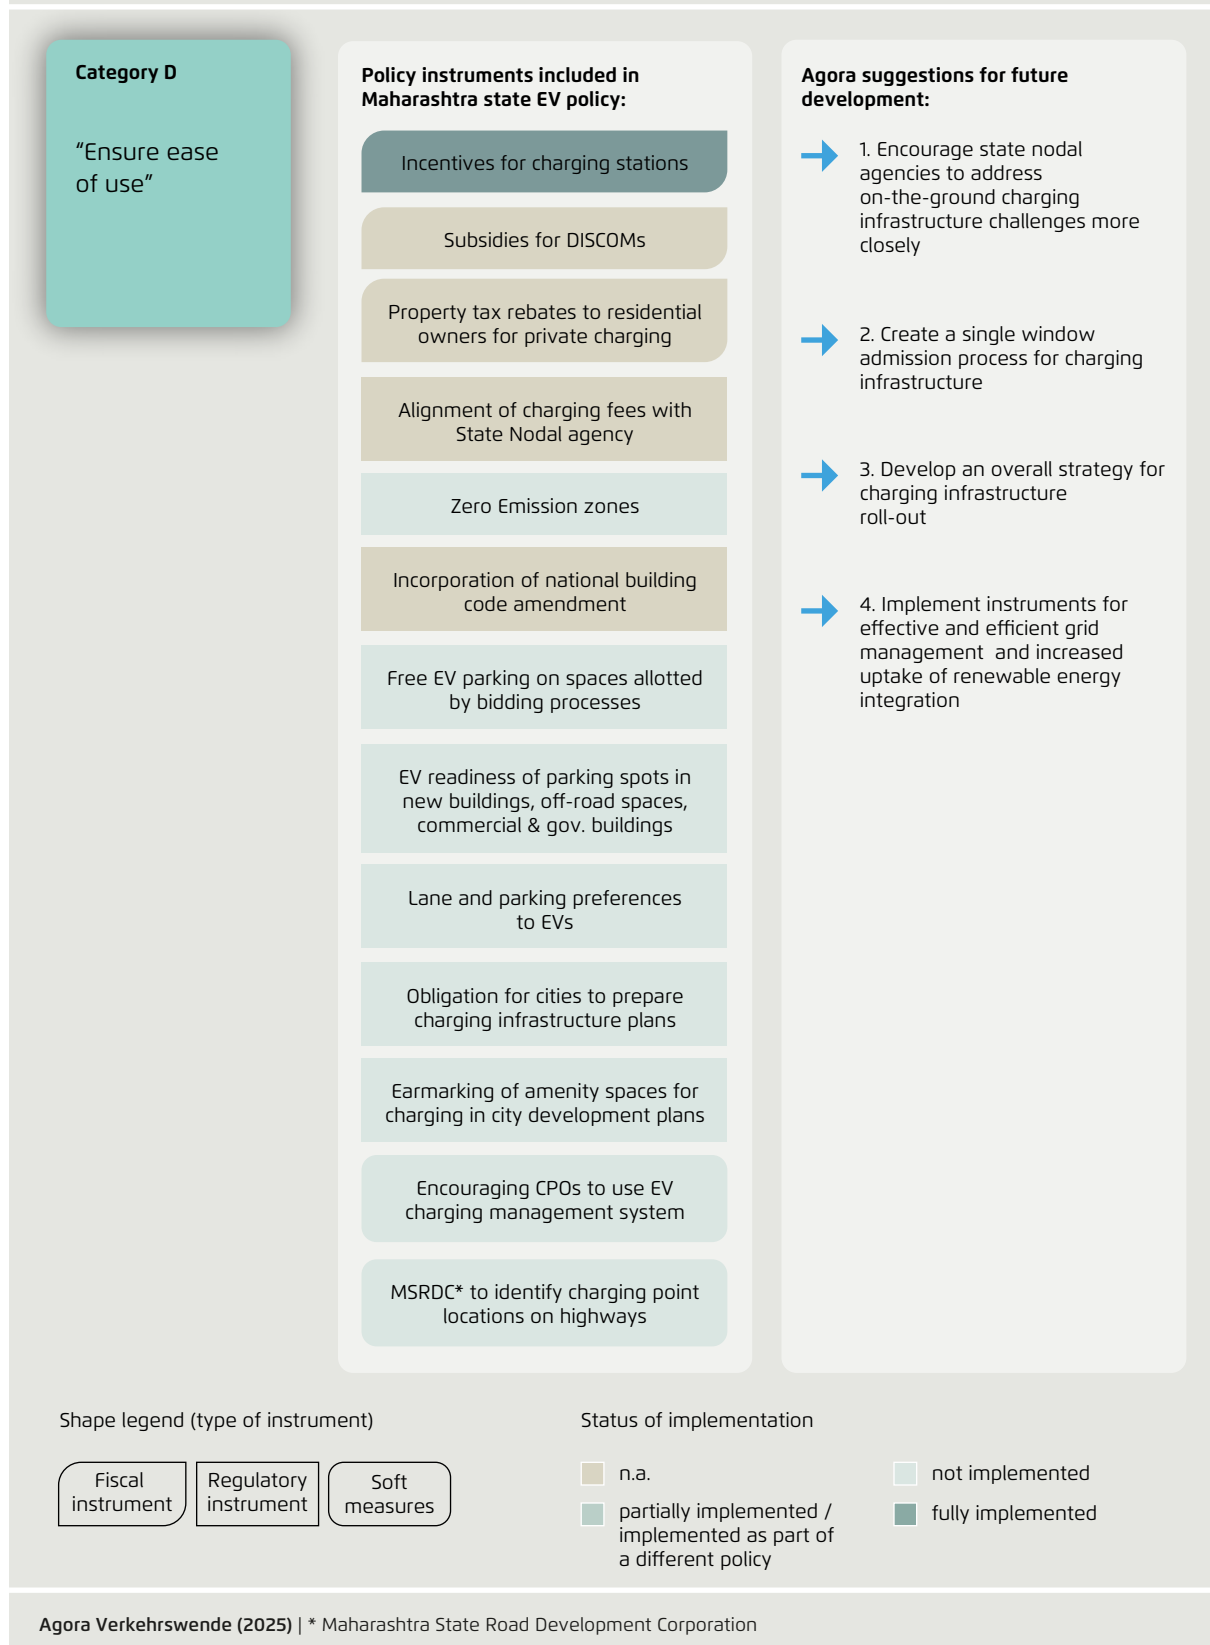 Category D
“Ensure ease
of use”
Policy instruments included in
Maharashtra state EV policy:
Incentives for charging stations
Subsidies for DISCOMs
Property tax rebates to residential
owners for private charging
Alignment of charging fees with
State Nodal agency
Zero Emission zones
Incorporation of national building
code amendment
Free EV parking on spaces allotted
by bidding processes
EV readiness of parking spots in
new buildings, off-road spaces,
commercial & gov. buildings
Lane and parking preferences
to EVs
Obligation for cities to prepare
charging infrastructure plans
Earmarking of amenity spaces for
charging in city development plans
Encouraging CPOs to use EV
charging management system
MSRDC* to identify charging point
locations on highways
Agora suggestions for future
development:
1. Encourage state nodal
agencies to address
on-the-ground charging
infrastructure challenges more
closely
2. Create a single window
admission process for charging
infrastructure
3. Develop an overall strategy for
charging infrastructure
roll-out
4. Implement instruments for
effective and efficient grid
management and increased
uptake of renewable energy
integration
Shape legend (type of instrument)
Fiscal
instrument
Regulatory
instrument
Soft
measures
Status of implementation
n.a.
partially implemented /
implemented as part of
a different policy
not implemented
fully implemented
Agora Verkehrswende (2025) | * Maharashtra State Road Development Corporation